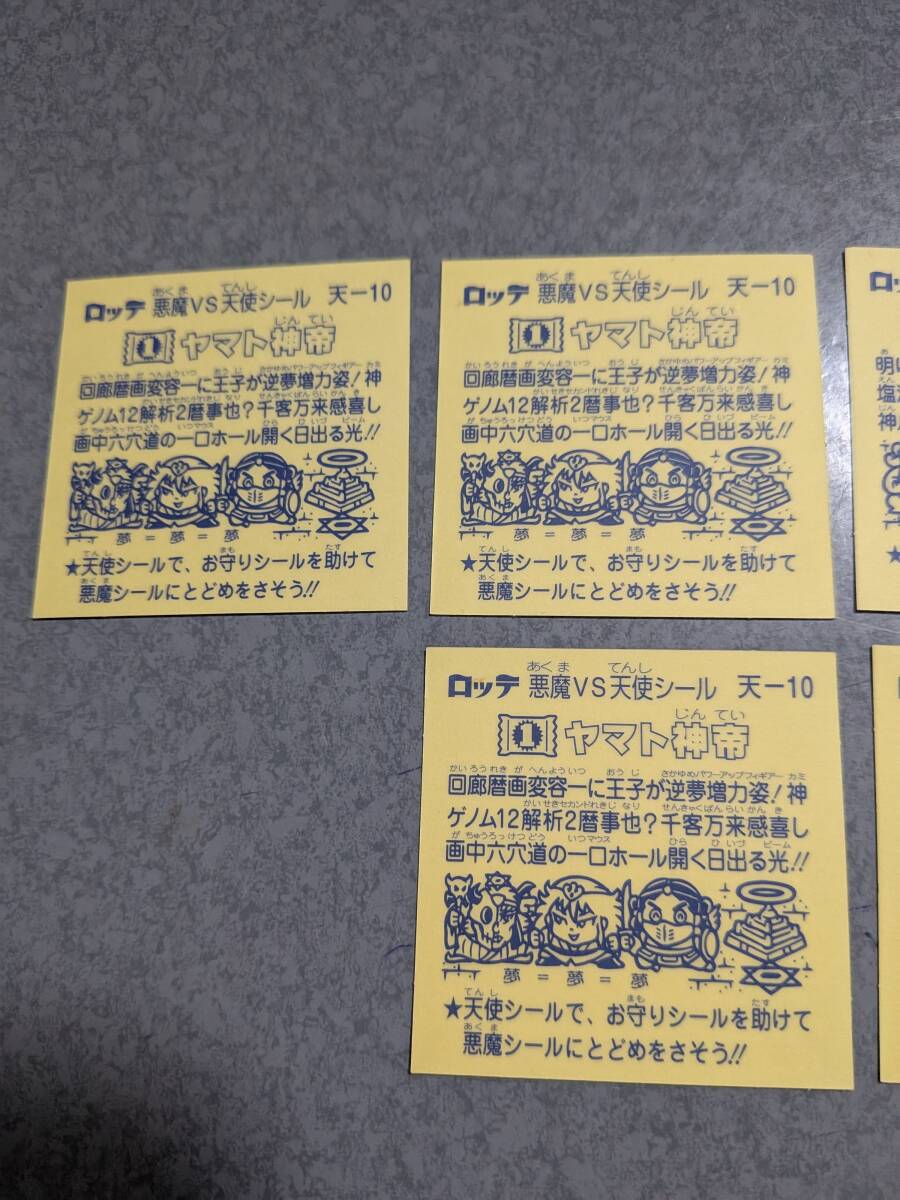 ロッテ 悪魔VS天使シール 天-10
1 ヤマト神帝
回廊暦画変容一に王子が逆夢増力姿!神
ゲノム12解析2暦事也?千客万来感喜し
画中六穴道の一口ホール開く日出る光!!
夢=夢=夢
★天使シールで、お守りシールを助けて
悪魔シールにとどめをさそう!!
ロッテ 悪魔VS天使シール 天-10
1 ヤマト神帝
回廊暦画変容一に王子が逆夢増力姿!神
ゲノム12解析2暦事也?千客万来感喜し
画中六穴道の一口ホール開く日出る光!!
夢=夢=夢
★天使シールで、お守りシールを助けて
悪魔シールにとどめをさそう!!
ロッ
明
塩
神
★
ロッテ 悪魔VS天使シール 天-10
1 ヤマト神帝
回廊暦画変容一に王子が逆夢増力姿!神
ゲノム12解析2暦事也?千客万来感喜し
画中六穴道の一口ホール開く日出る光!!
夢=夢=夢
★天使シールで、お守りシールを助けて
悪魔シールにとどめをさそう!!